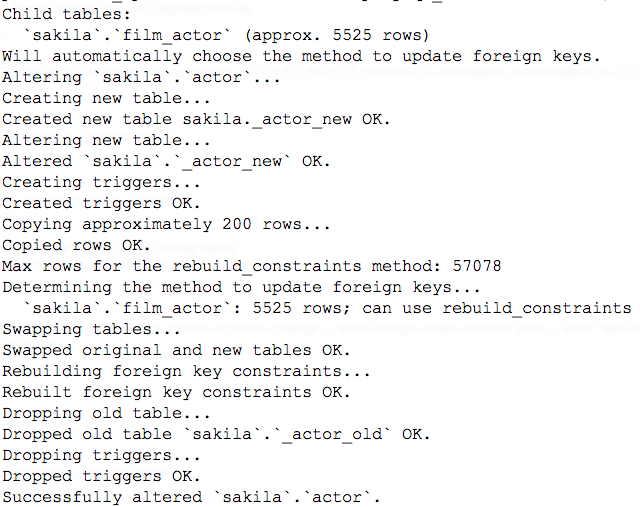 Child tables:
  `sakila`.`film_actor` (approx. 5525 rows)
Will automatically choose the method to update foreign keys.
Altering `sakila`.`actor`...
Creating new table...
Created new table sakila._actor_new OK.
Altering new table...
Altered `sakila`.`_actor_new` OK.
Creating triggers...
Created triggers OK.
Copying approximately 200 rows...
Copied rows OK.
Max rows for the rebuild_constraints method: 57078
Determining the method to update foreign keys...
  `sakila`.`film_actor`: 5525 rows; can use rebuild_constraints
Swapping tables...
Swapped original and new tables OK.
Rebuilding foreign key constraints...
Rebuilt foreign key constraints OK.
Dropping old table...
Dropped old table `sakila`.`_actor_old` OK.
Dropping triggers...
Dropped triggers OK.
Successfully altered `sakila`.`actor`.